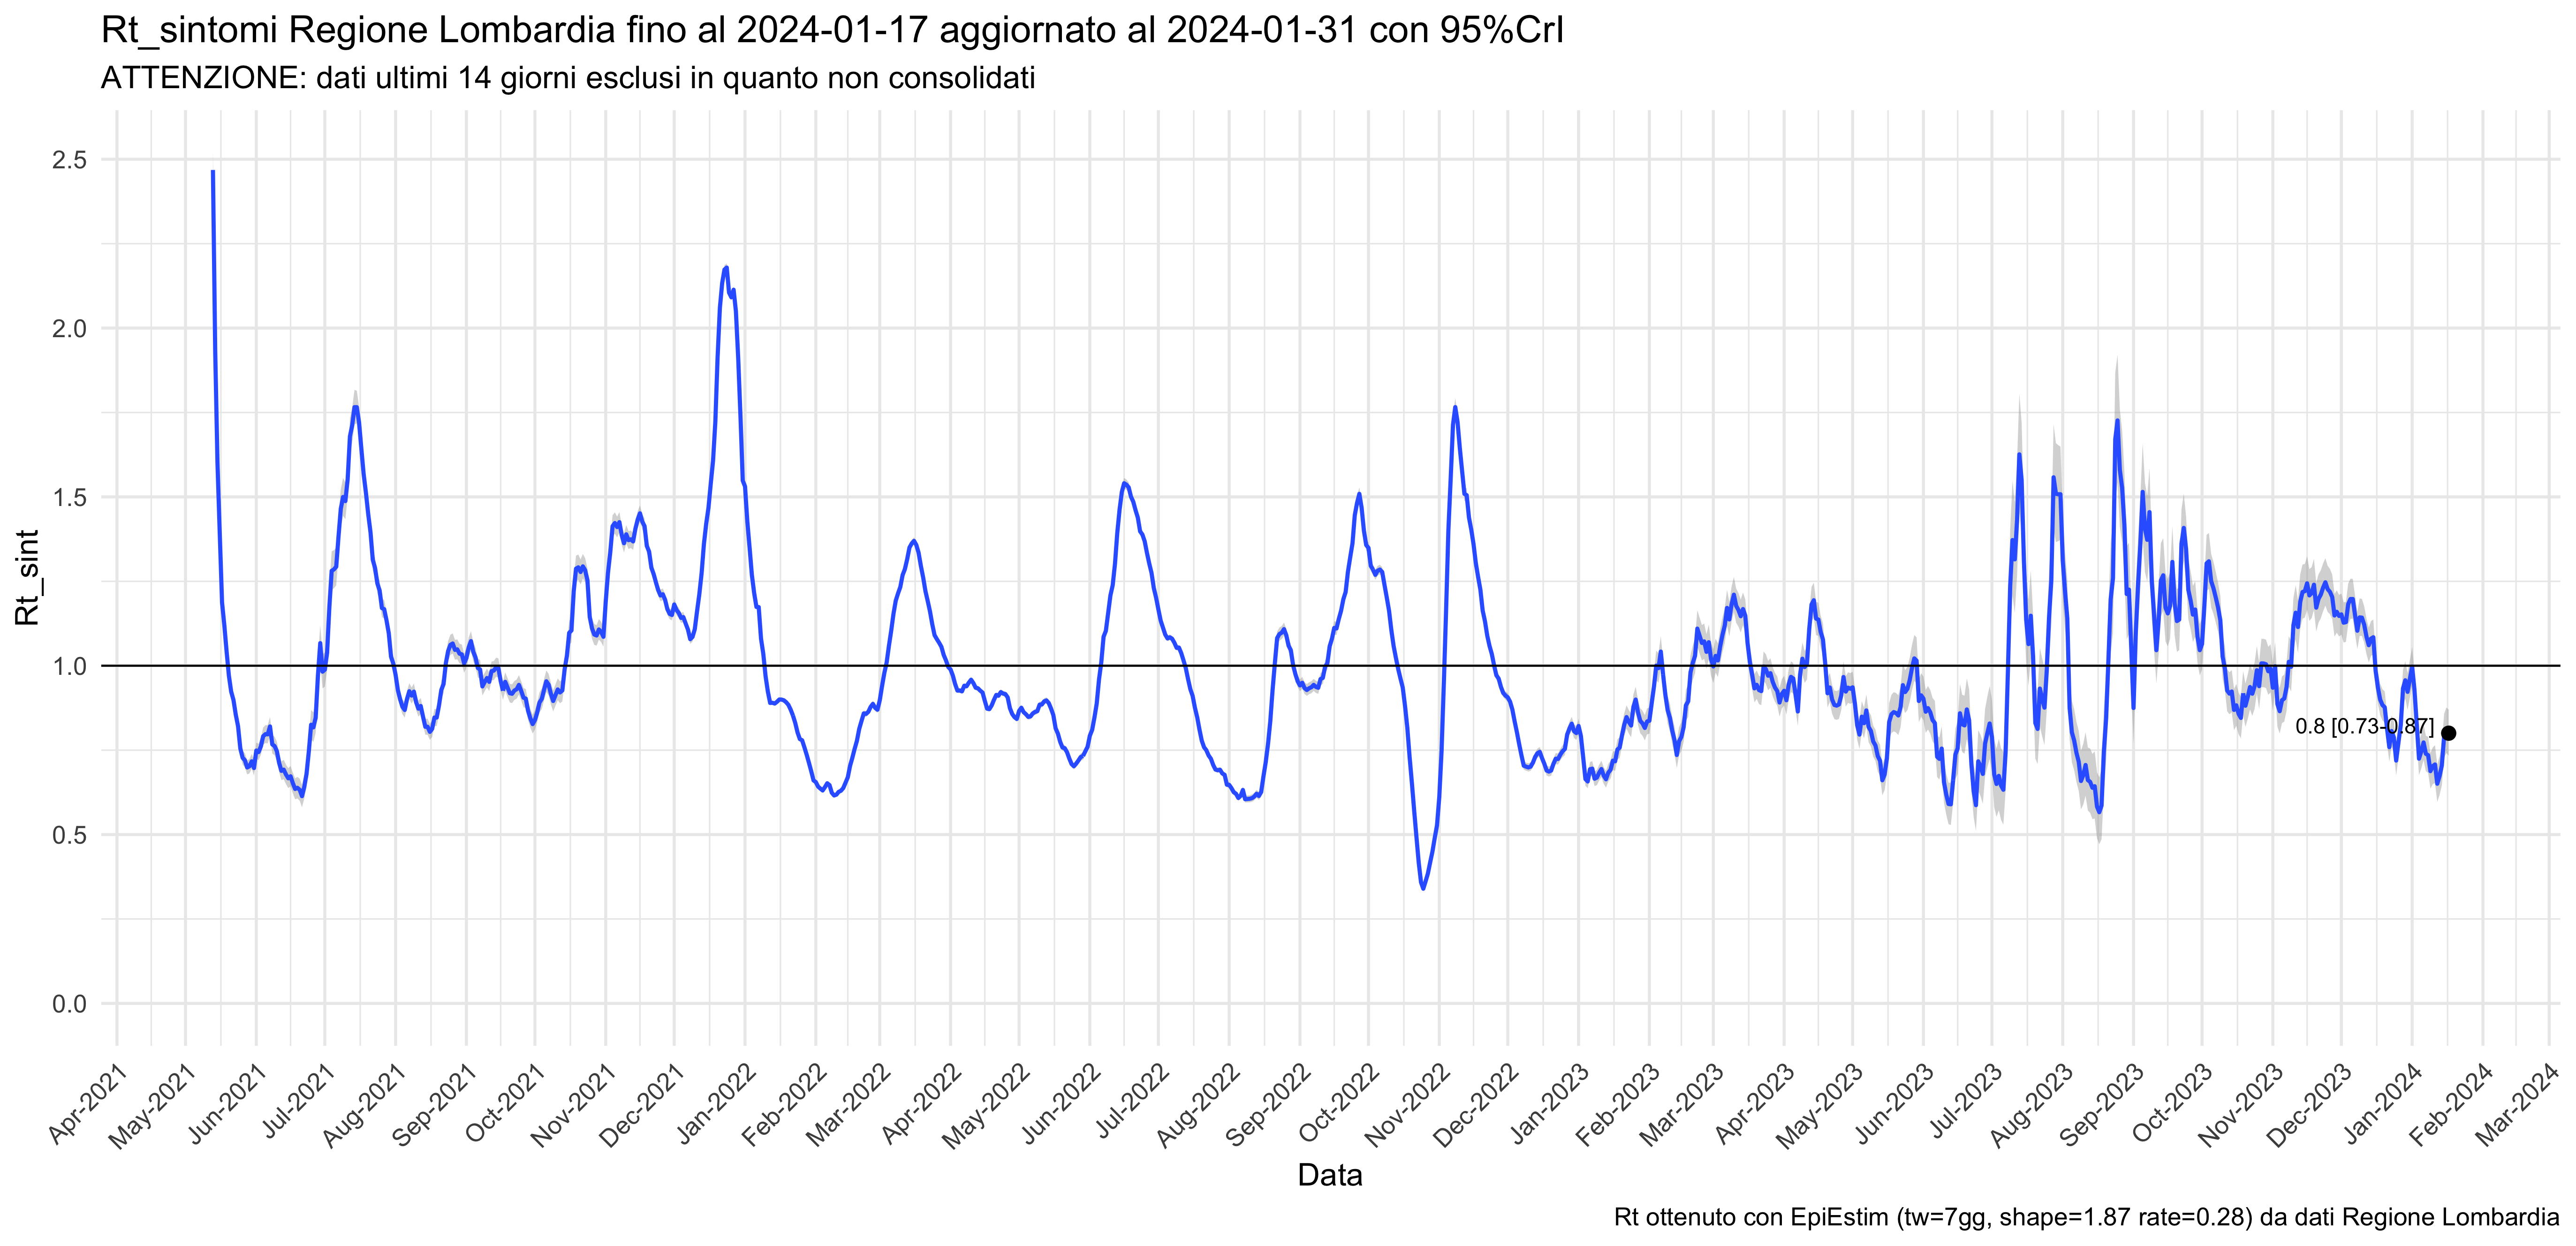 Rt_sintomi Regione Lombardia fino al 2024-01-17 aggiornato al 2024-01-31 con 95%CrI
ATTENZIONE: dati ultimi 14 giorni esclusi in quanto non consolidati
Rt_sint
2.5
2.0
1.5
1.0
0.5
0.0
0.8 [0.73-0.87]
Apr-2021
May-2021
Jun-2021
Jul-2021
Aug-2021
Sep-2021
Oct-2021
Nov-2021
Dec-2021
Jan-2022
Feb-2022
Mar-2022
Apr-2022
May-2022
Jun-2022
Jul-2022
Aug-2022
Sep-2022
Oct-2022
Nov-2022
Dec-2022
Jan-2023
Feb-2023
Mar-2023
Apr-2023
May-2023
Jun-2023
Jul-2023
Aug-2023
Sep-2023
Oct-2023
Nov-2023
Dec-2023
Jan-2024
Feb-2024
Mar-2024
Data
Rt ottenuto con EpiEstim (tw=7gg, shape=1.87 rate=0.28) da dati Regione Lombardia